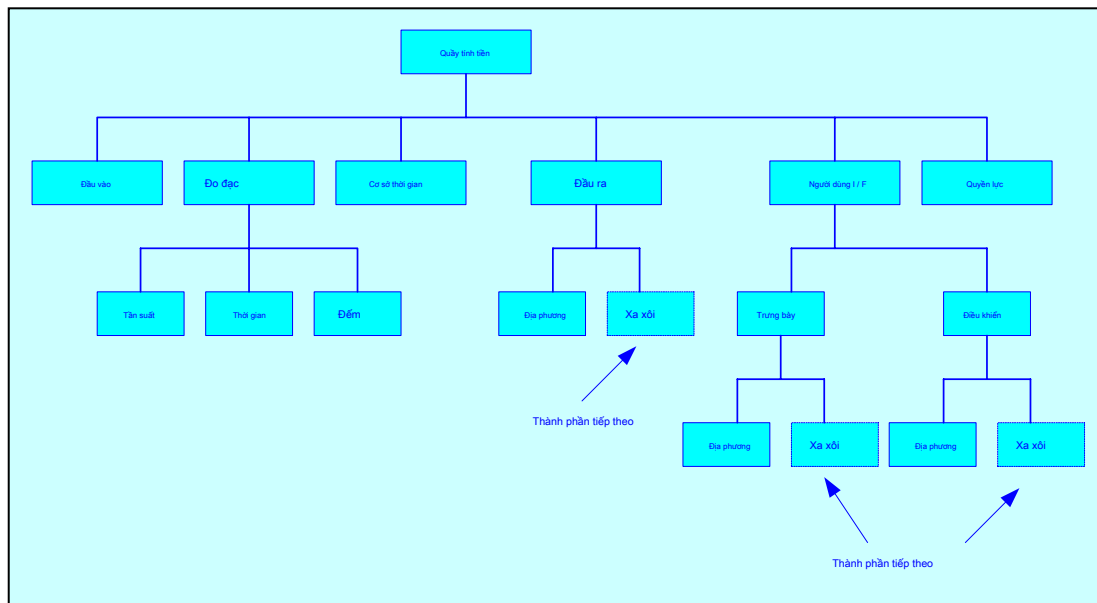 Quầy tính tiền
Đầu vào
Đo đạc
Cơ sở thời gian
Đầu ra
Người dùng I / F
Quyền lực
Tần suất
Thời gian
Đếm
Địa phương
Xa xôi
Trưng bày
Điều khiển
Thành phần tiếp theo
Địa phương
Xa xôi
Địa phương
Xa xôi
Thành phần tiếp theo